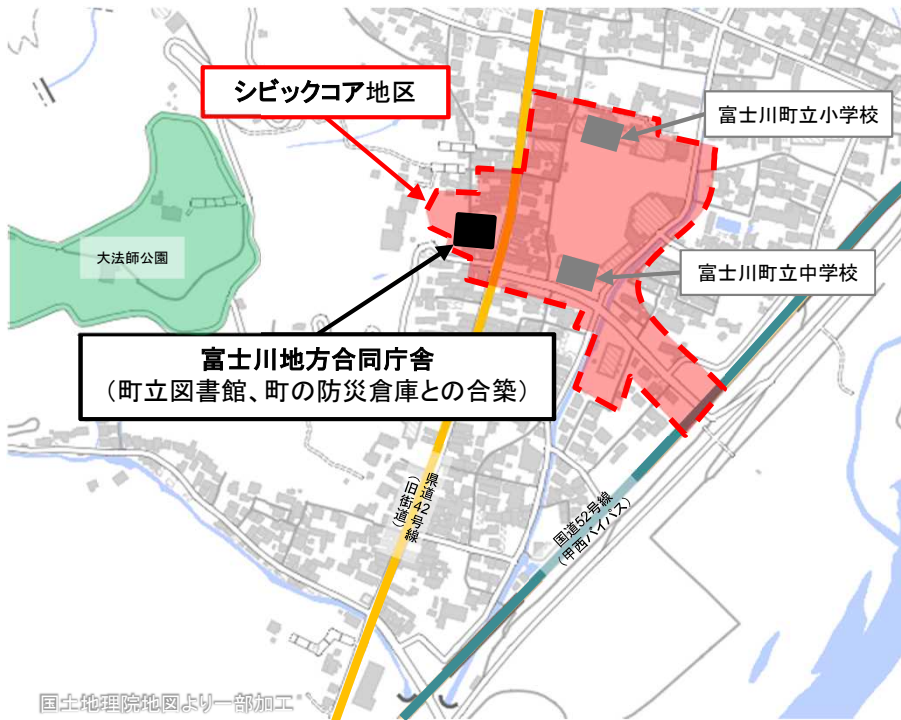 シビックコア地区
富士川町立小学校
大法師公園
富士川町立中学校
富士川地方合同庁舎
（町立図書館、町の防災倉庫との合築）
県道42号線
（旧街道）
国道52号線
（甲西バイパス）
国土地理院地図より一部加工